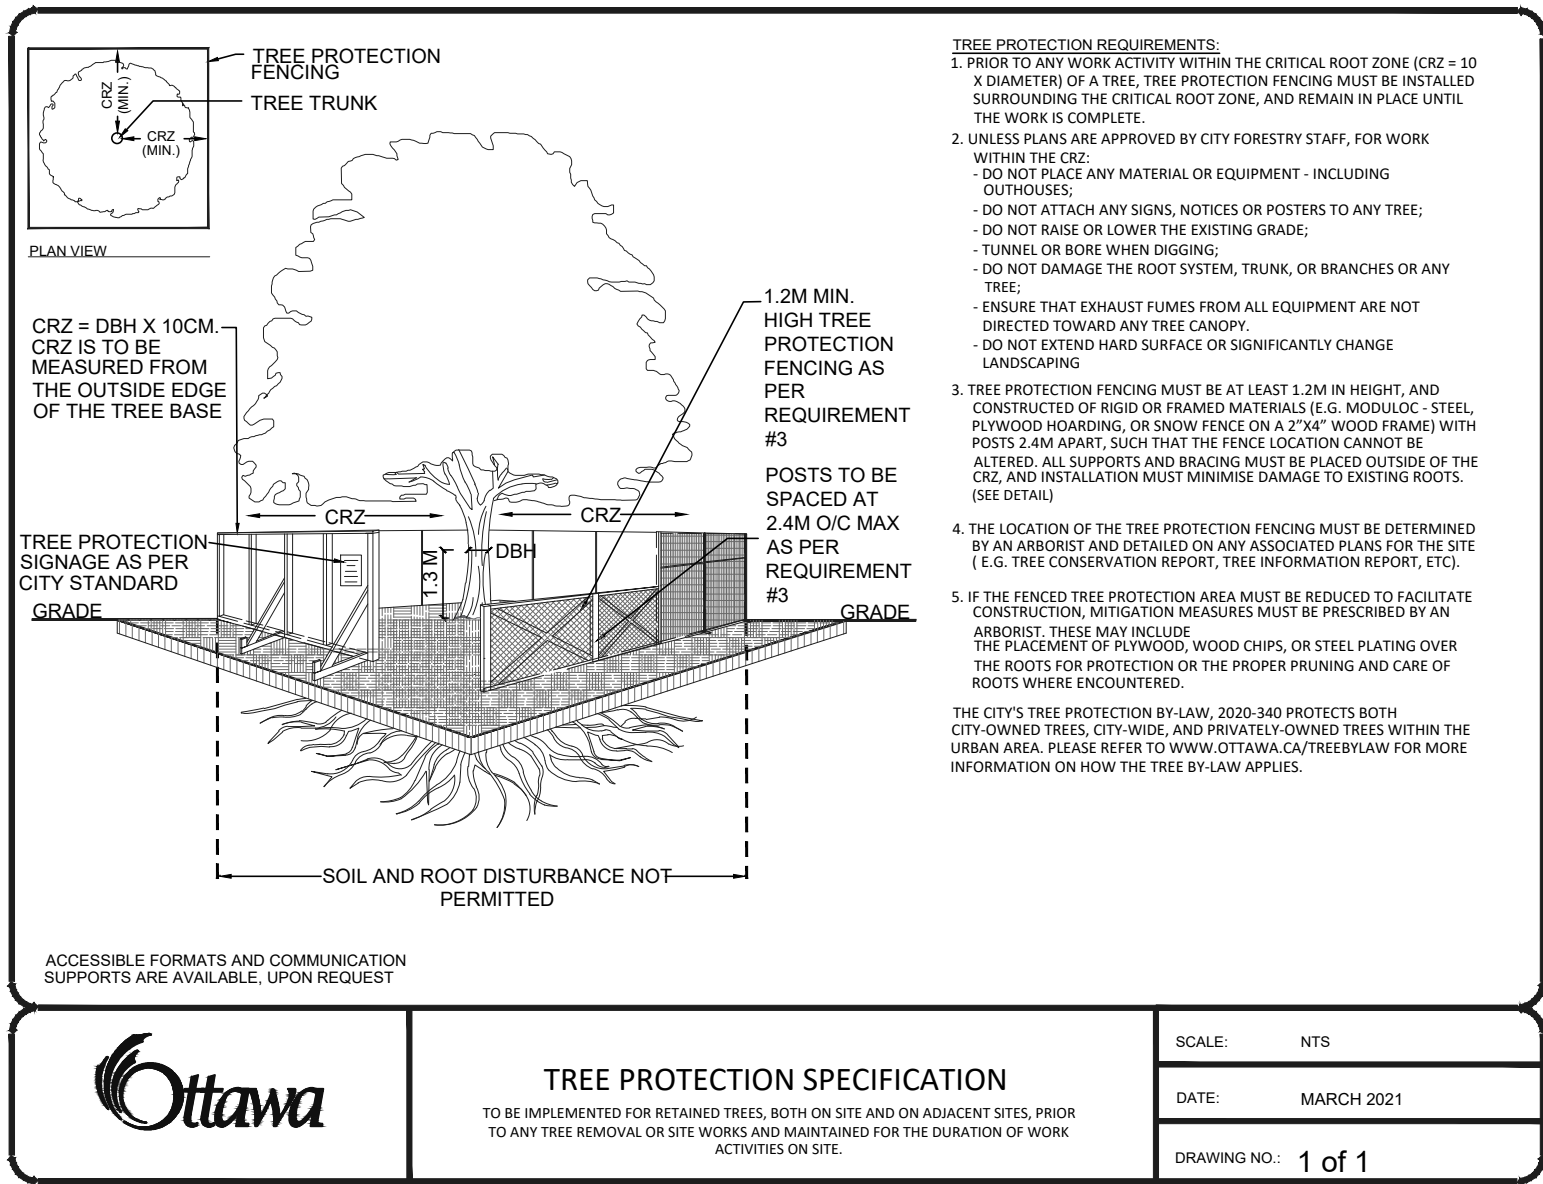 TREE PROTECTION
FENCING
TREE TRUNK
CRZ
(MIN.)
CRZ
(MIN.)
PLAN VIEW
CRZ = DBH X 10CM.
CRZ IS TO BE
MEASURED FROM
THE OUTSIDE EDGE
OF THE TREE BASE
1.2M MIN.
HIGH TREE
PROTECTION
FENCING AS
PER
REQUIREMENT
#3
POSTS TO BE
SPACED AT
2.4M O/C MAX
AS PER
REQUIREMENT
#3
CRZ
CRZ
TREE PROTECTION
SIGNAGE AS PER
CITY STANDARD
1.3 M
DBH
GRADE
GRADE
SOIL AND ROOT DISTURBANCE NOT
PERMITTED
ACCESSIBLE FORMATS AND COMMUNICATION
SUPPORTS ARE AVAILABLE, UPON REQUEST
TREE PROTECTION REQUIREMENTS:
1. PRIOR TO ANY WORK ACTIVITY WITHIN THE CRITICAL ROOT ZONE (CRZ = 10
X DIAMETER) OF A TREE, TREE PROTECTION FENCING MUST BE INSTALLED
SURROUNDING THE CRITICAL ROOT ZONE, AND REMAIN IN PLACE UNTIL
THE WORK IS COMPLETE.
2. UNLESS PLANS ARE APPROVED BY CITY FORESTRY STAFF, FOR WORK
WITHIN THE CRZ:
- DO NOT PLACE ANY MATERIAL OR EQUIPMENT - INCLUDING
OUTHOUSES;
- DO NOT ATTACH ANY SIGNS, NOTICES OR POSTERS TO ANY TREE;
- DO NOT RAISE OR LOWER THE EXISTING GRADE;
- TUNNEL OR BORE WHEN DIGGING;
- DO NOT DAMAGE THE ROOT SYSTEM, TRUNK, OR BRANCHES OR ANY
TREE;
- ENSURE THAT EXHAUST FUMES FROM ALL EQUIPMENT ARE NOT
DIRECTED TOWARD ANY TREE CANOPY.
- DO NOT EXTEND HARD SURFACE OR SIGNIFICANTLY CHANGE
LANDSCAPING
3. TREE PROTECTION FENCING MUST BE AT LEAST 1.2M IN HEIGHT, AND
CONSTRUCTED OF RIGID OR FRAMED MATERIALS (E.G. MODULOC - STEEL,
PLYWOOD HOARDING, OR SNOW FENCE ON A 2”X4” WOOD FRAME) WITH
POSTS 2.4M APART, SUCH THAT THE FENCE LOCATION CANNOT BE
ALTERED. ALL SUPPORTS AND BRACING MUST BE PLACED OUTSIDE OF THE
CRZ, AND INSTALLATION MUST MINIMISE DAMAGE TO EXISTING ROOTS.
(SEE DETAIL)
4. THE LOCATION OF THE TREE PROTECTION FENCING MUST BE DETERMINED
BY AN ARBORIST AND DETAILED ON ANY ASSOCIATED PLANS FOR THE SITE
( E.G. TREE CONSERVATION REPORT, TREE INFORMATION REPORT, ETC).
5. IF THE FENCED TREE PROTECTION AREA MUST BE REDUCED TO FACILITATE
CONSTRUCTION, MITIGATION MEASURES MUST BE PRESCRIBED BY AN
ARBORIST. THESE MAY INCLUDE
THE PLACEMENT OF PLYWOOD, WOOD CHIPS, OR STEEL PLATING OVER
THE ROOTS FOR PROTECTION OR THE PROPER PRUNING AND CARE OF
ROOTS WHERE ENCOUNTERED.
THE CITY'S TREE PROTECTION BY-LAW, 2020-340 PROTECTS BOTH
CITY-OWNED TREES, CITY-WIDE, AND PRIVATELY-OWNED TREES WITHIN THE
URBAN AREA. PLEASE REFER TO WWW.OTTAWA.CA/TREEBYLAW FOR MORE
INFORMATION ON HOW THE TREE BY-LAW APPLIES.
Ottawa
TREE PROTECTION SPECIFICATION
TO BE IMPLEMENTED FOR RETAINED TREES, BOTH ON SITE AND ON ADJACENT SITES, PRIOR
TO ANY TREE REMOVAL OR SITE WORKS AND MAINTAINED FOR THE DURATION OF WORK
ACTIVITIES ON SITE.
SCALE: NTS
DATE: MARCH 2021
DRAWING NO.: 1 of 1